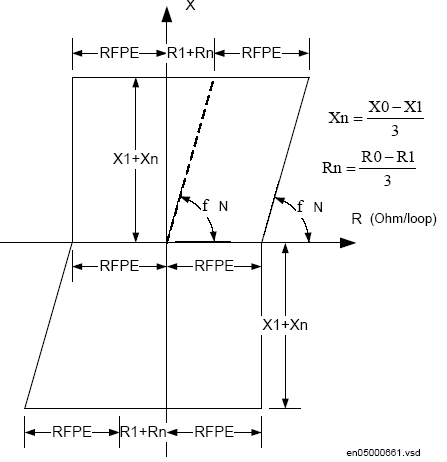 X
RFPE R1+Rn RFPE
Xn = X0 − X1
3
X1+Xn
Rn = R0 − R1
3
f N f N
R (Ohm/loop)
RFPE RFPE
X1+Xn
RFPE R1+Rn RFPE
en05000661.vsd